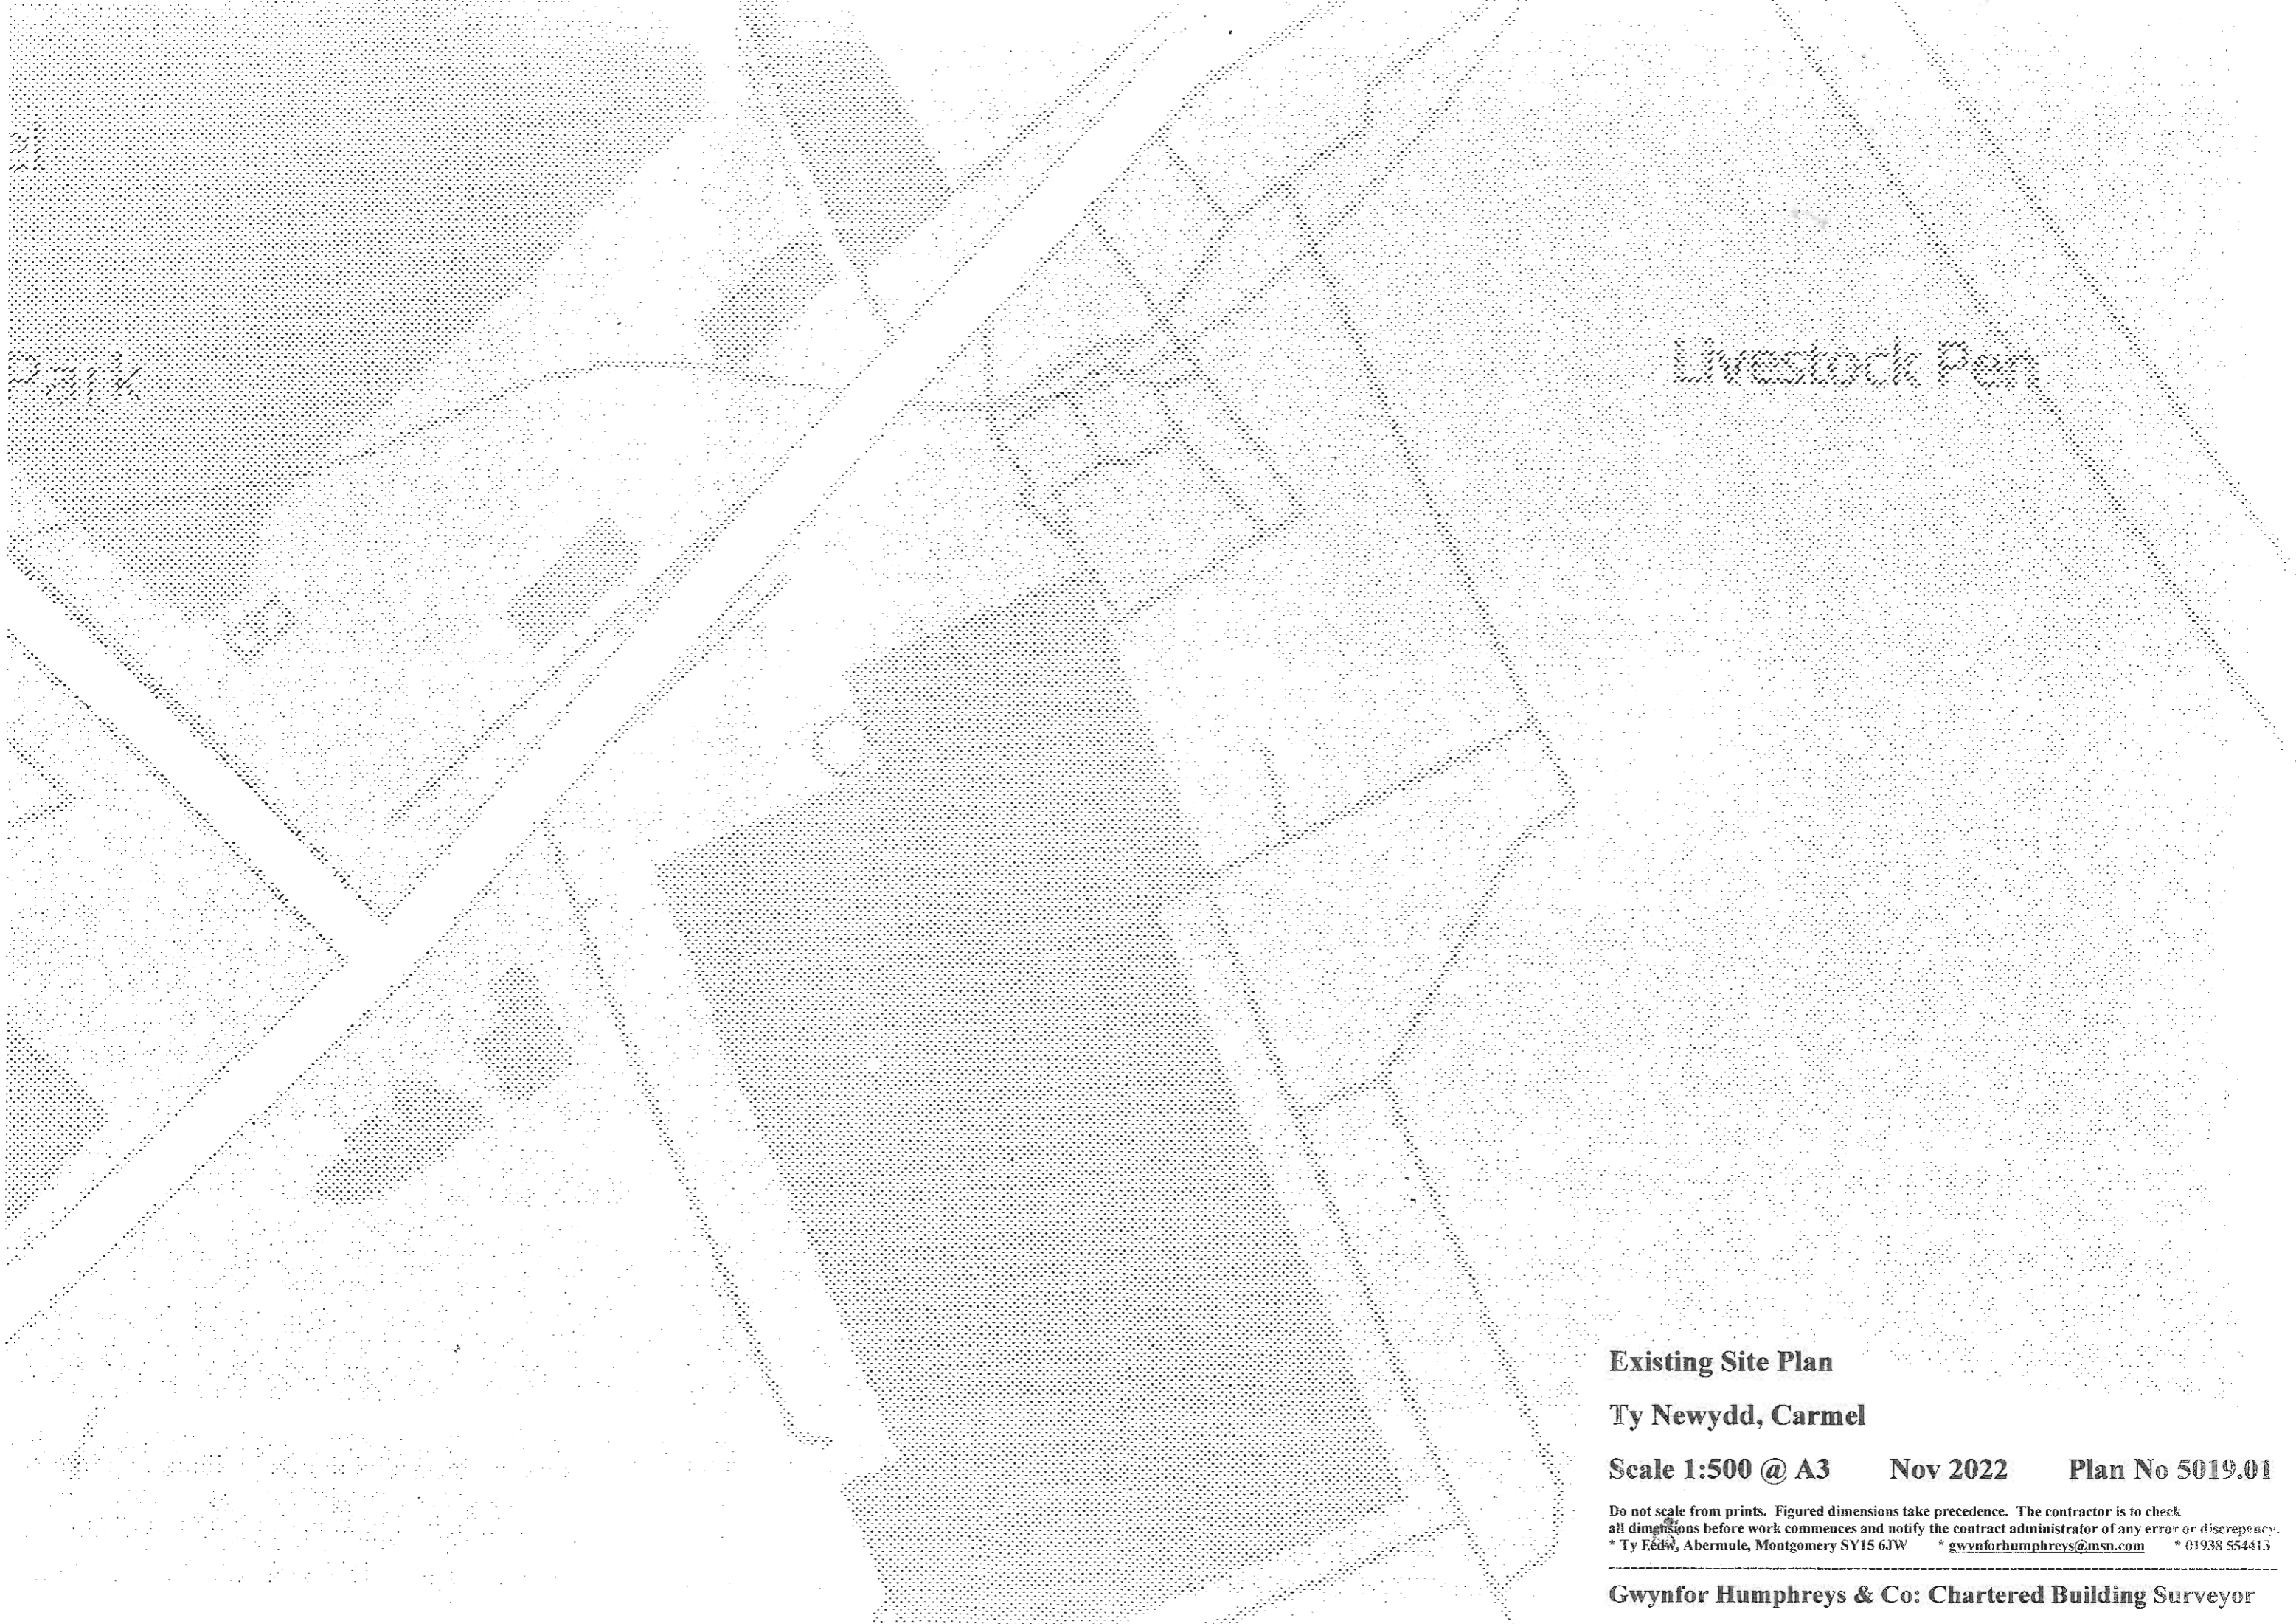 el
Park
Livestock Pen
Existing Site Plan
Ty Newydd, Carmel
Scale 1:500 @ A3 Nov 2022 Plan No 5019.01
Do not scale from prints. Figured dimensions take precedence. The contractor is to check
all dimensions before work commences and notify the contract administrator of any error or discrepancy.
* Ty Fedw, Abermule, Montgomery SY15 6JW * gwynforhumphreys@msn.com * 01938 554413
Gwynfor Humphreys & Co: Chartered Building Surveyor